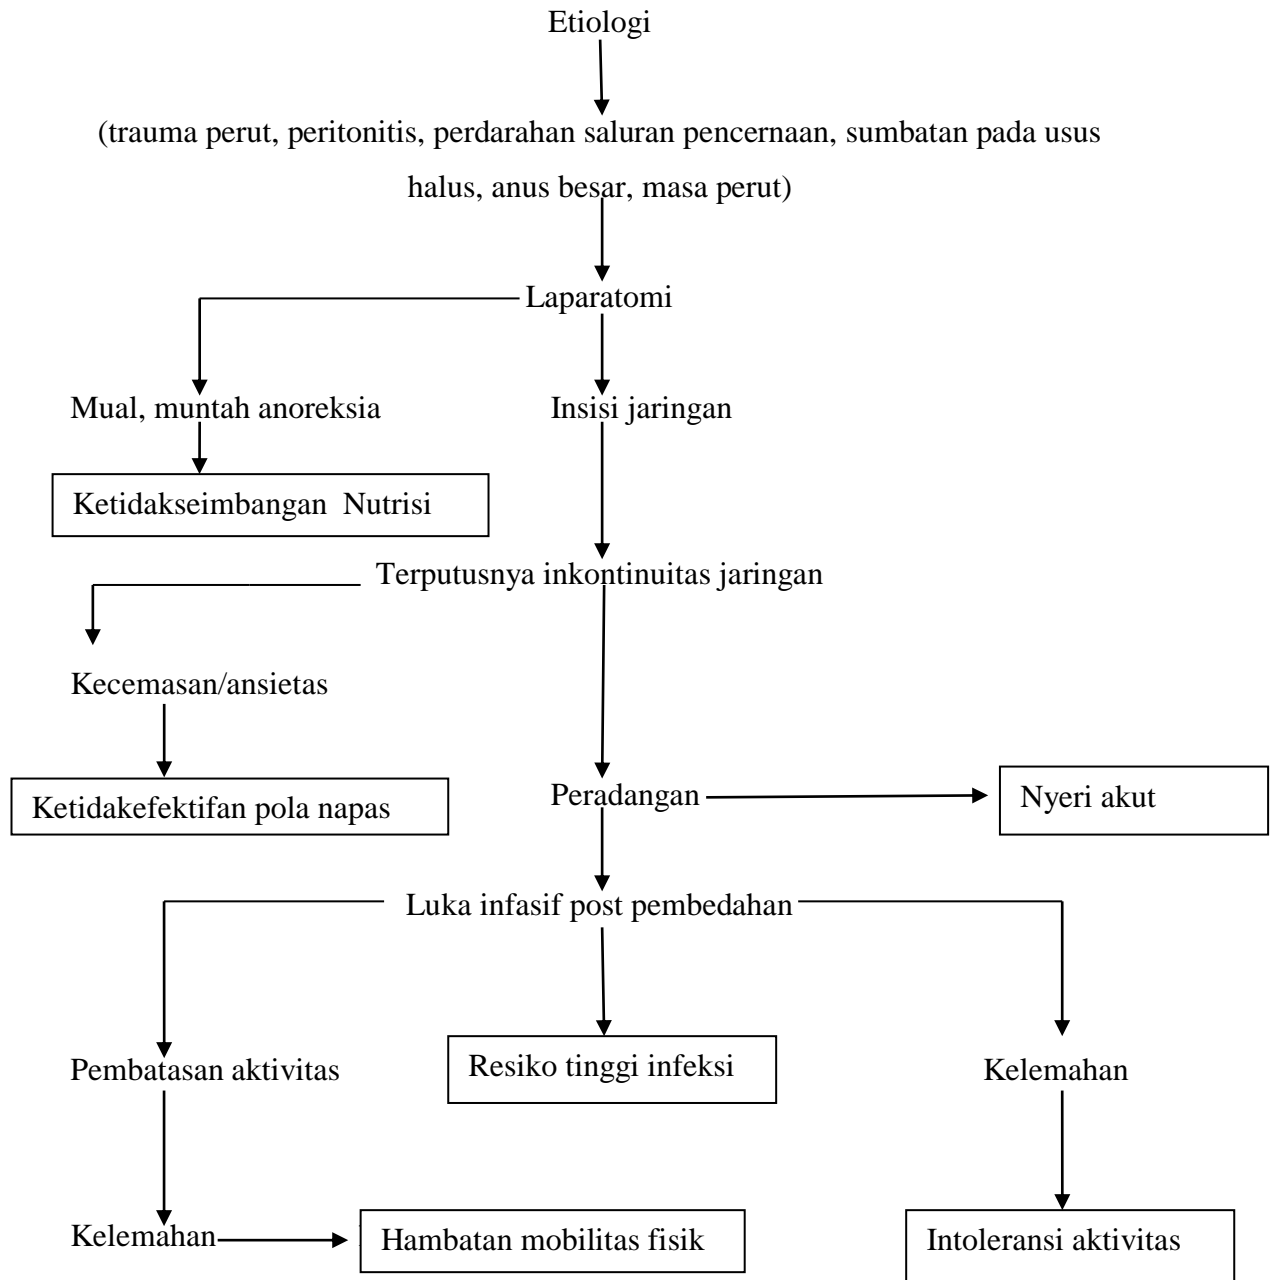 Etiologi
(trauma perut, peritonitis, perdarahan saluran pencernaan, sumbatan pada usus
halus, anus besar, masa perut)
Laparatomi
Mual, muntah anoreksia
Insisi jaringan
Ketidakseimbangan Nutrisi
Terputusnya inkontinuitas jaringan
Kecemasan/ansietas
Ketidakefektifan pola napas
Peradangan
Nyeri akut
Luka infasif post pembedahan
Pembatasan aktivitas
Resiko tinggi infeksi
Kelemahan
Kelemahan
Hambatan mobilitas fisik
Intoleransi aktivitas